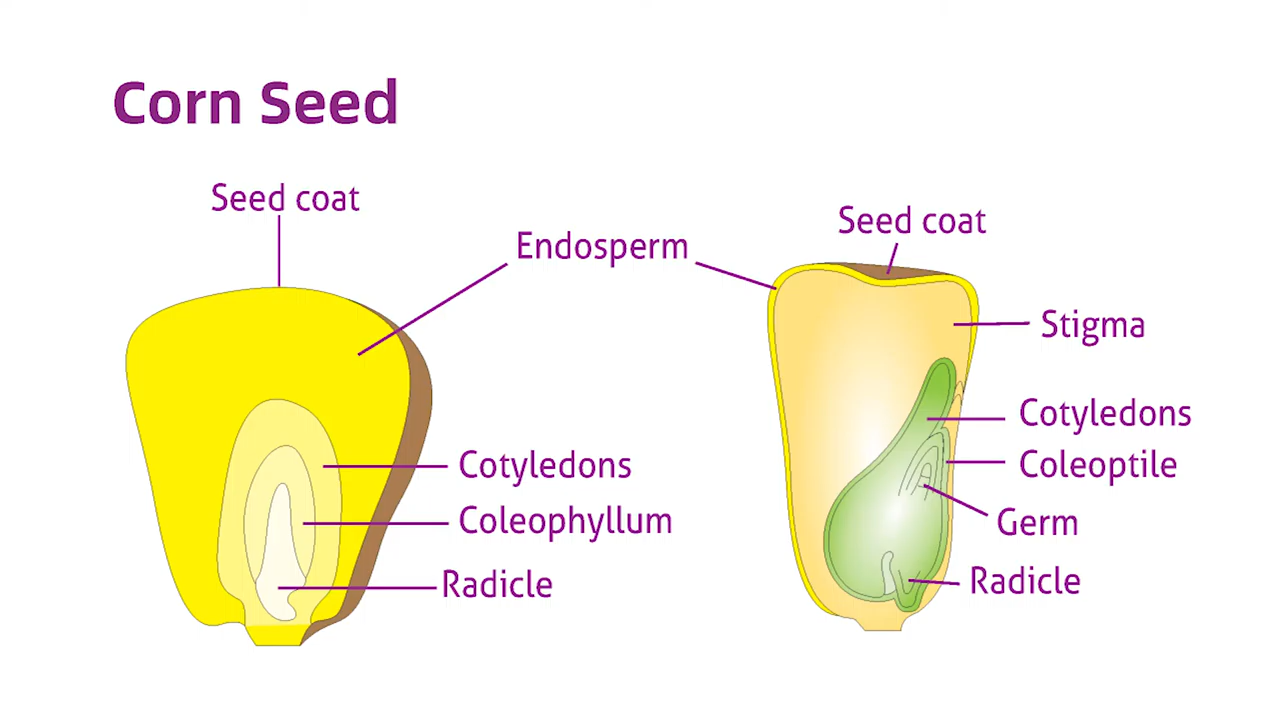 Corn Seed
Seed coat
Endosperm
Cotyledons
Coleophyllum
Radicle
Seed coat
Stigma
Cotyledons
Coleoptile
Germ
Radicle